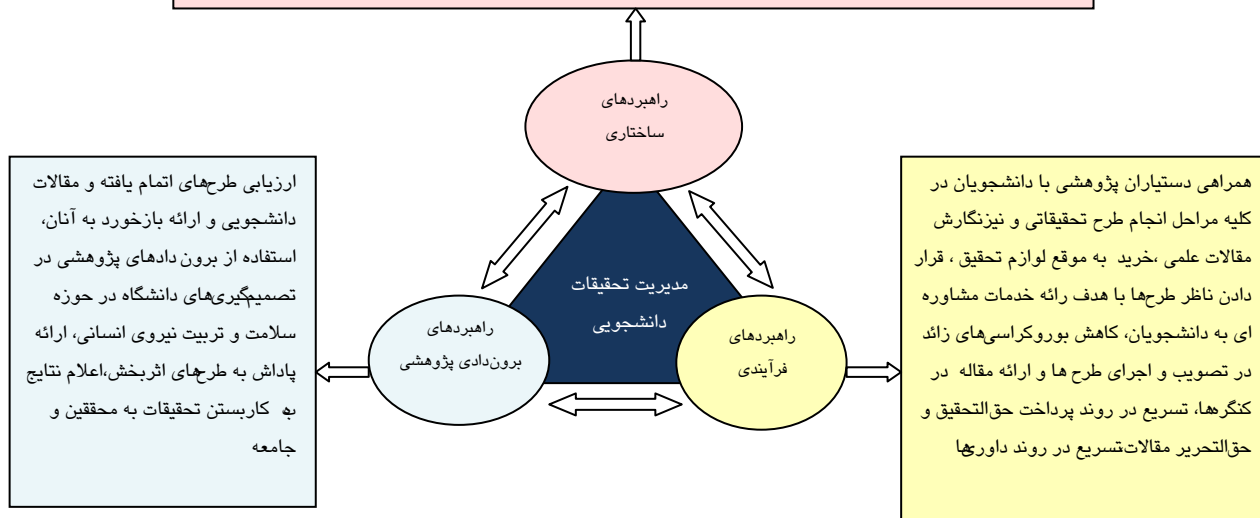 راهبردهای
ساختاری
همراهی دستیاران پژوهشی با دانشجویان در
کلیه مراحل انجام طرح تحقیقاتی و نیزنگارش
مقالات علمی ،خرید به موقع لوازم تحقیق ، قرار
دادن ناظر طرح‌ها با هدف رائه خدمات مشاوره
ای به دانشجویان، کاهش بوروکراسی‌های زائد
در تصویب و اجرای طرح ها و ارائه مقاله در
کنگره‌ها، تسریع در روند پرداخت حق‌التحقیق و
حق‌التحریر مقالات،تسریع در روند داوری‌ها
ارزیابی طرح‌های اتمام یافته و مقالات
دانشجویی و ارائه بازخورد به آنان،
استفاده از برون دادهای پژوهشی در
تصمیم‌گیری‌های دانشگاه در حوزه
سلامت و تربیت نیروی انسانی، ارائه
پاداش به طرح‌های اثربخش،اعلام نتایج
به کاربستن تحقیقات به محققین و
جامعه
مدیریت تحقیقات
دانشجویی
راهبردهای
فرآیندی
راهبردهای
برون‌دادی پژوهشی